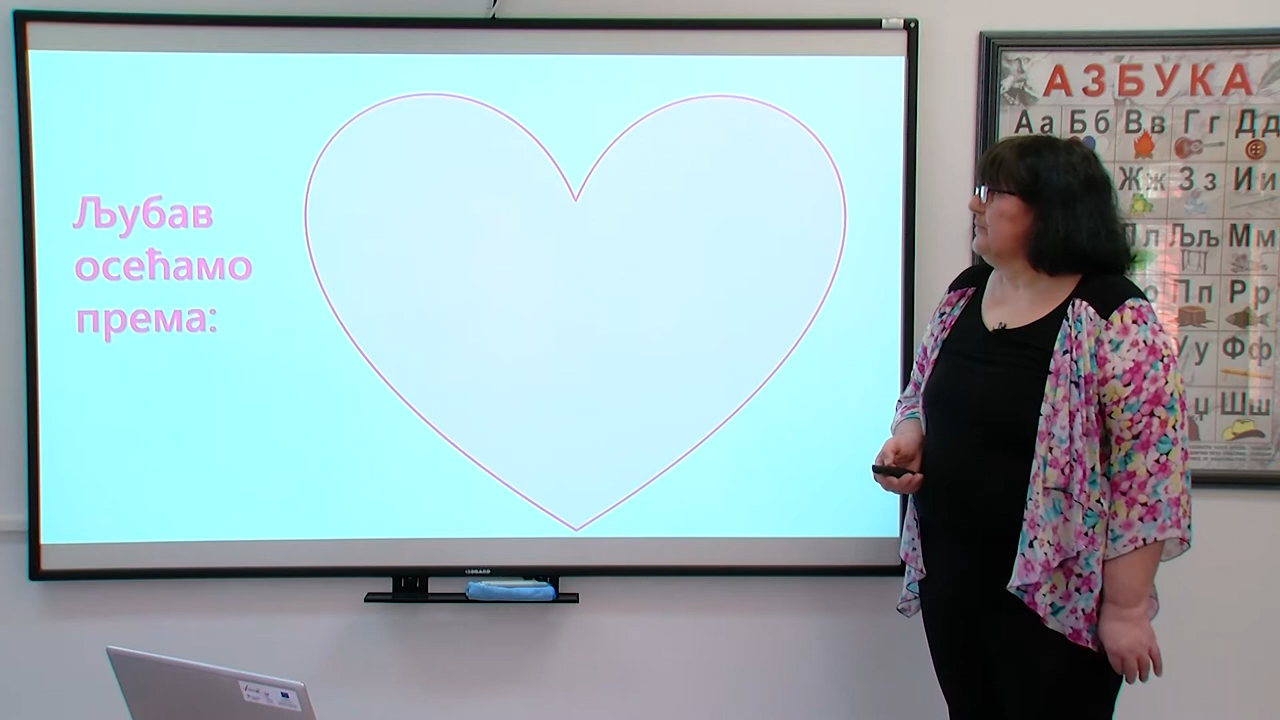 Љубав
осећамо
према:
АЗБУКА
Аа Бб Вв Гг Дд
Жж Зз Ии
Лл Љљ Мм
Пп Рр
Уу Фф
Шш